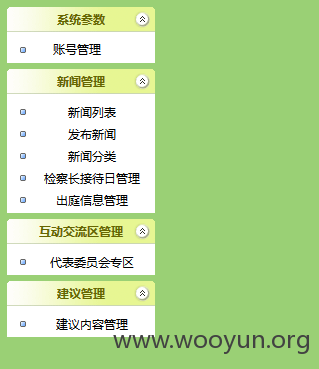 系统参数
账号管理
新闻管理
新闻列表
发布新闻
新闻分类
检察长接待日管理
出庭信息管理
互动交流区管理
代表委员会专区
建议管理
建议内容管理
www.wooyun.org